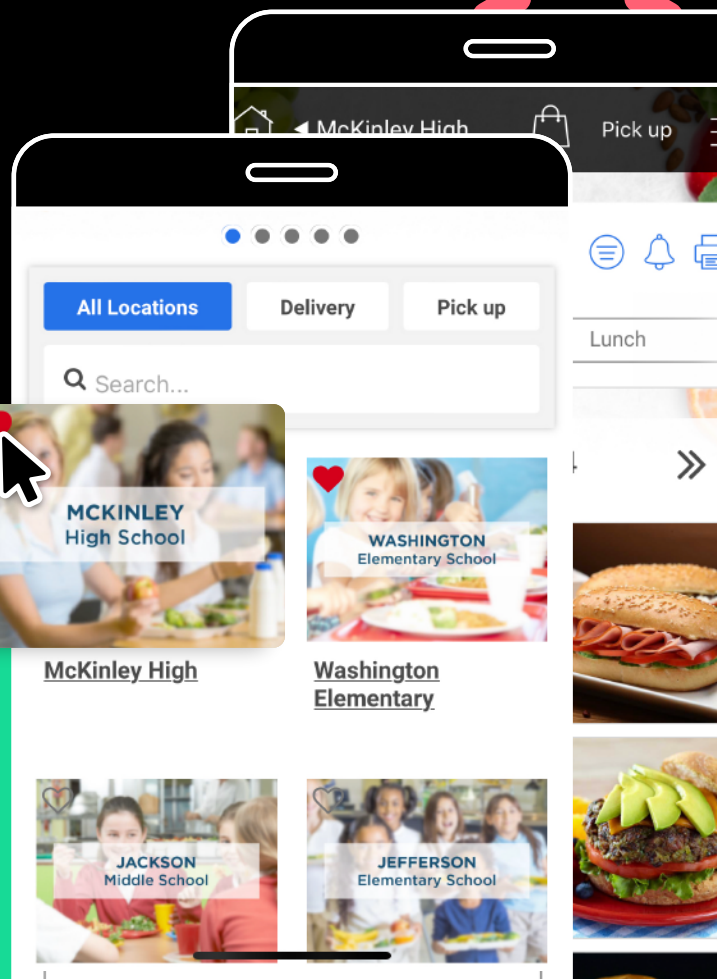 McKinley High
Pick up
Lunch
All Locations
Delivery
Pick up
Search...
MCKINLEY
High School
WASHINGTON
Elementary School
McKinley High
Washington
Elementary
JACKSON
Middle School
JEFFERSON
Elementary School